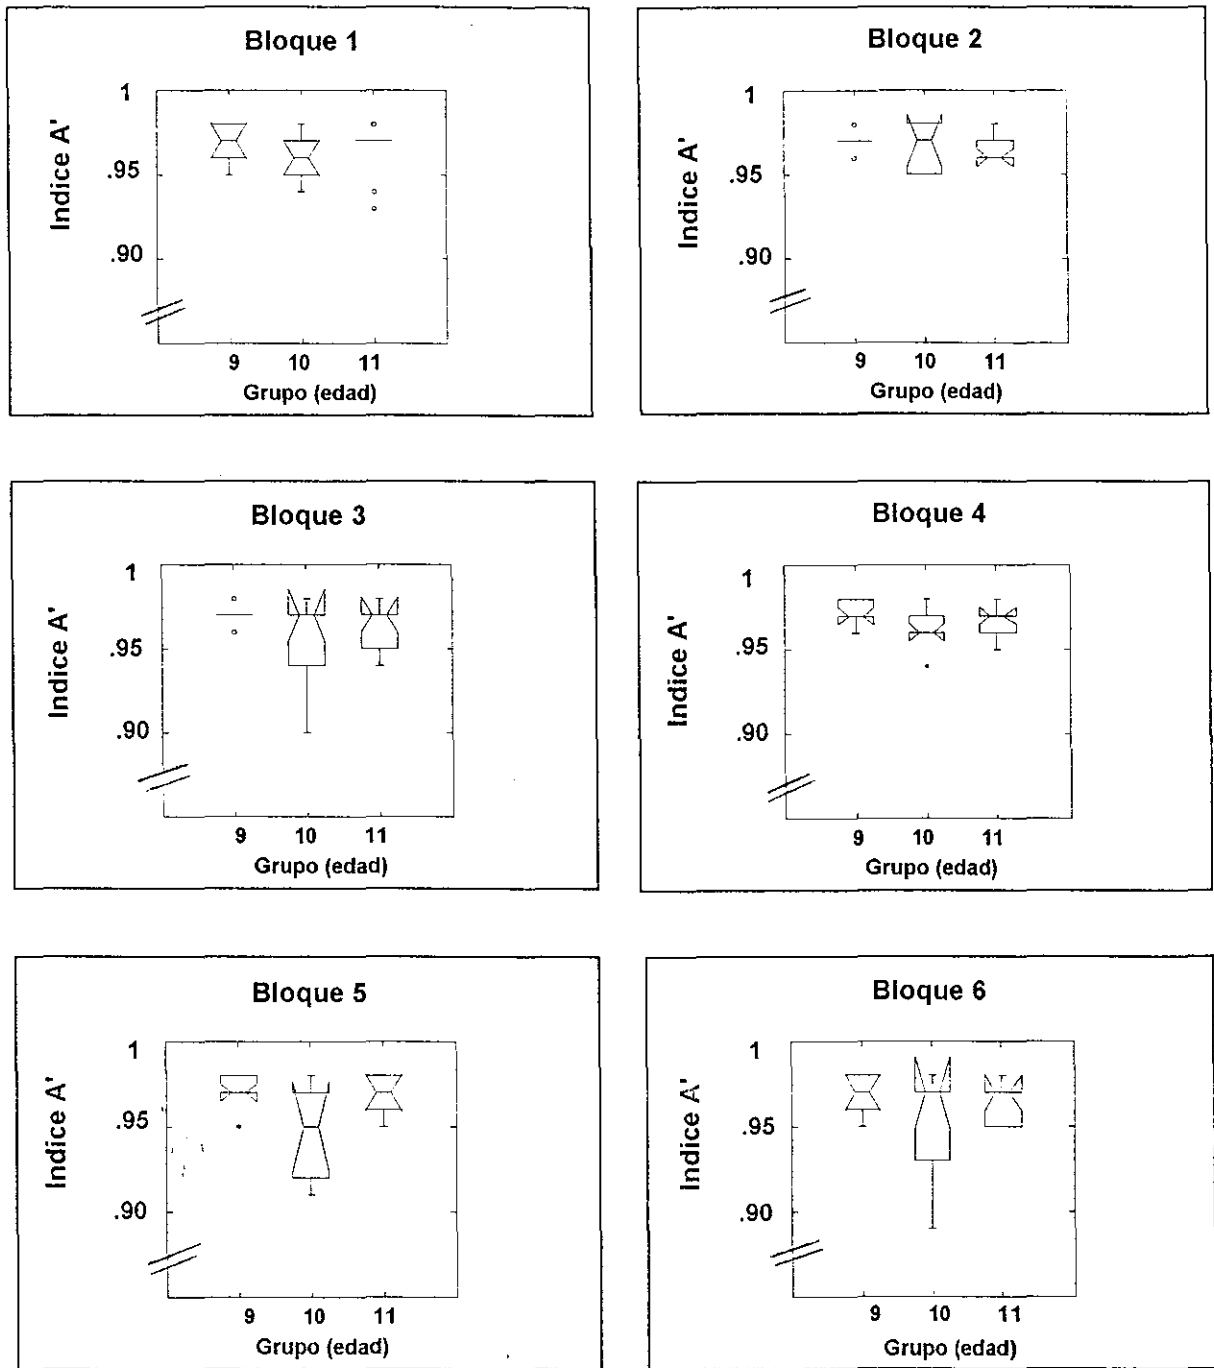 Bloque 1
Indice A'
1
.95
.90
9 10 11
Grupo (edad)
Bloque 2
Indice A'
1
.95
.90
9 10 11
Grupo (edad)
Bloque 3
Indice A'
1
.95
.90
9 10 11
Grupo (edad)
Bloque 4
Indice A'
1
.95
.90
9 10 11
Grupo (edad)
Bloque 5
Indice A'
1
.95
.90
9 10 11
Grupo (edad)
Bloque 6
Indice A'
1
.95
.90
9 10 11
Grupo (edad)